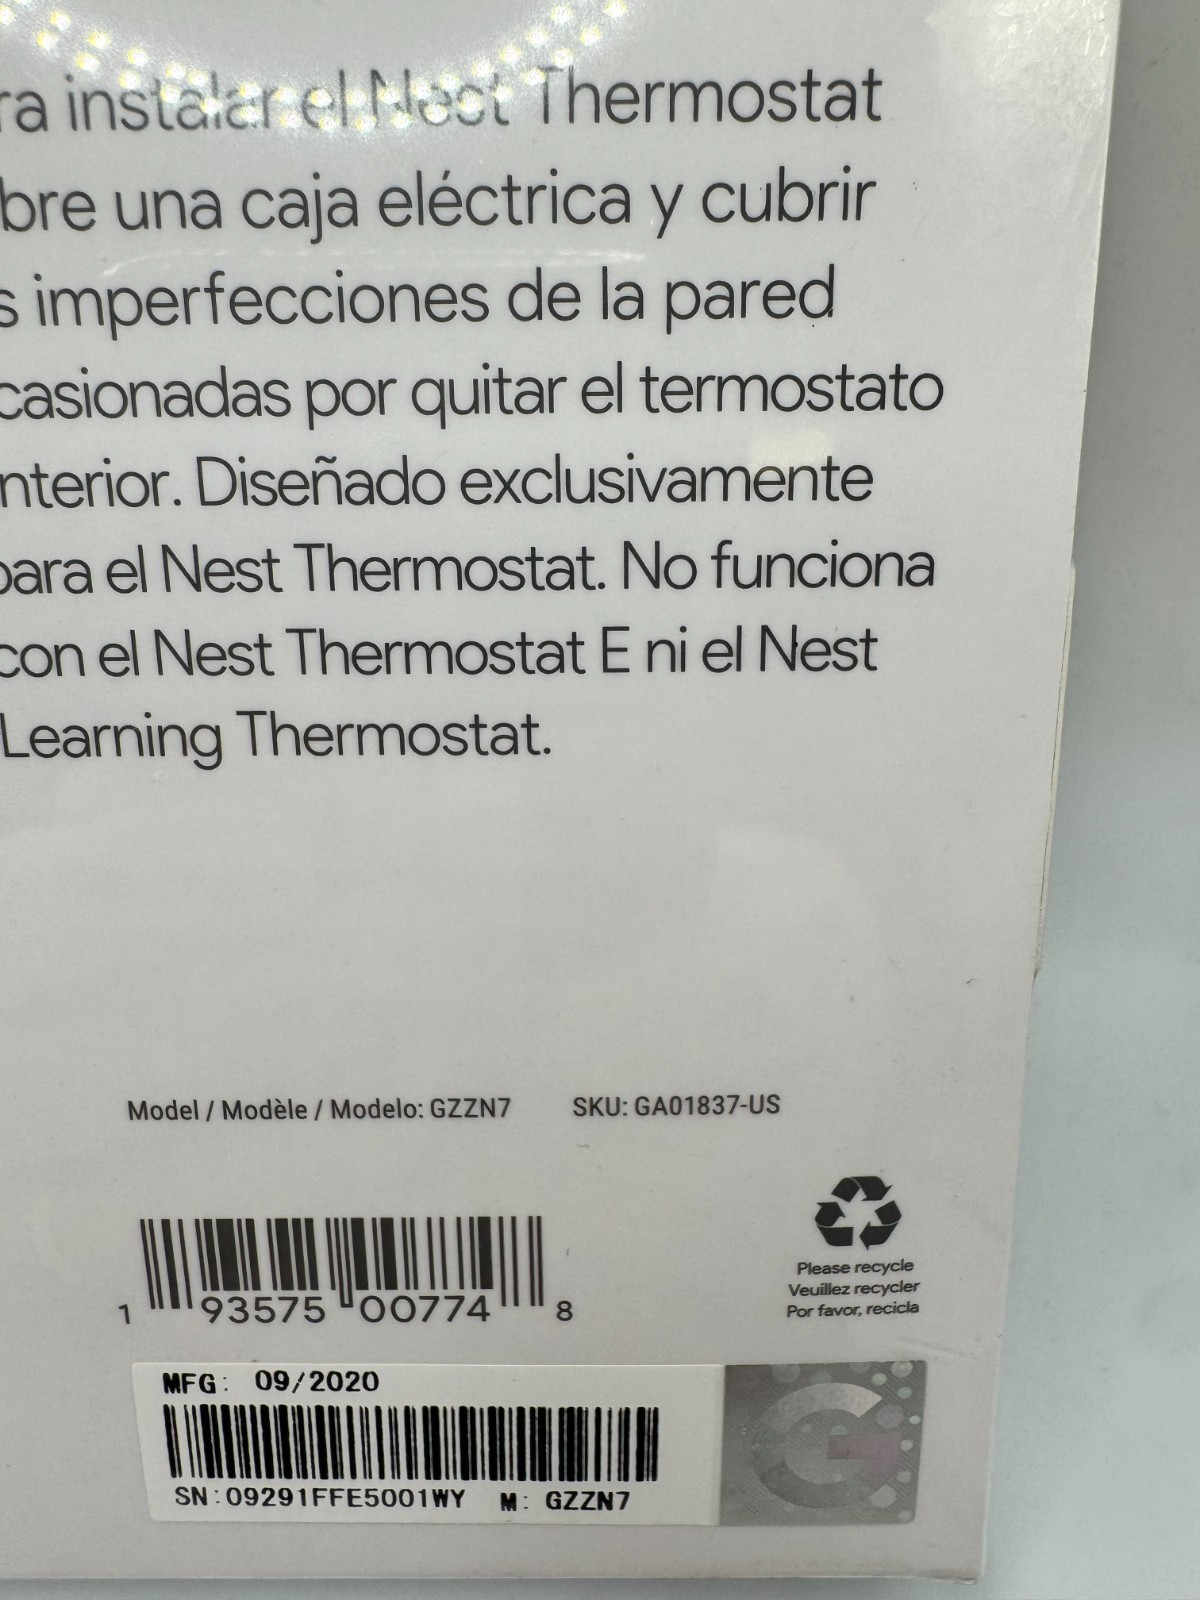 ra instalar el Nest Thermostat
bre una caja eléctrica y cubrir
s imperfecciones de la pared
casionadas por quitar el termostato
nterior. Diseñado exclusivamente
para el Nest Thermostat. No funciona
con el Nest Thermostat E ni el Nest
Learning Thermostat.
Model / Modèle / Modelo: GZZN7 SKU: GA01837-US
1 93575 00774 8
Please recycle
Veuillez recycler
Por favor, recicla
MFG: 09/2020
SN:09291FFE5001WY M: GZZN7
G